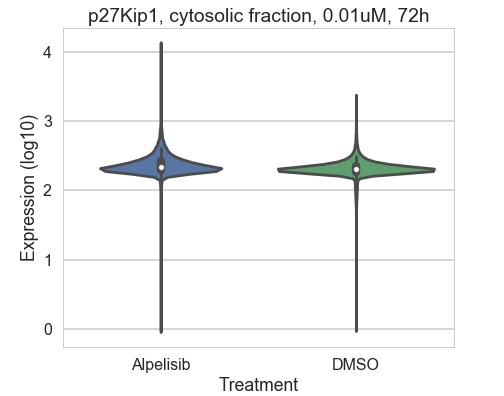 p27Kip1, cytosolic fraction, 0.01uM, 72h
4
3
2
1
0
Expression (log10)
Alpelisib
DMSO
Treatment